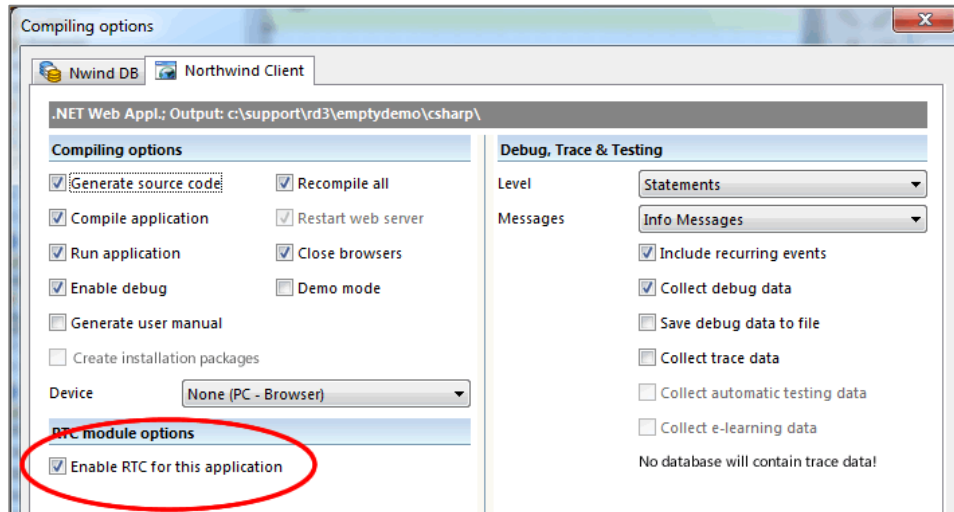 Compiling options
Nwind DB
Northwind Client
.NET Web Appl.; Output: c:\support\rd3\emptydemo\csharp\
Compiling options
Generate source code
Recompile all
Compile application
Restart web server
Run application
Close browsers
Enable debug
Demo mode
Generate user manual
Create installation packages
Device
None (PC - Browser)
RTC module options
Enable RTC for this application
Debug, Trace & Testing
Level
Statements
Messages
Info Messages
Include recurring events
Collect debug data
Save debug data to file
Collect trace data
Collect automatic testing data
Collect e-learning data
No database will contain trace data!